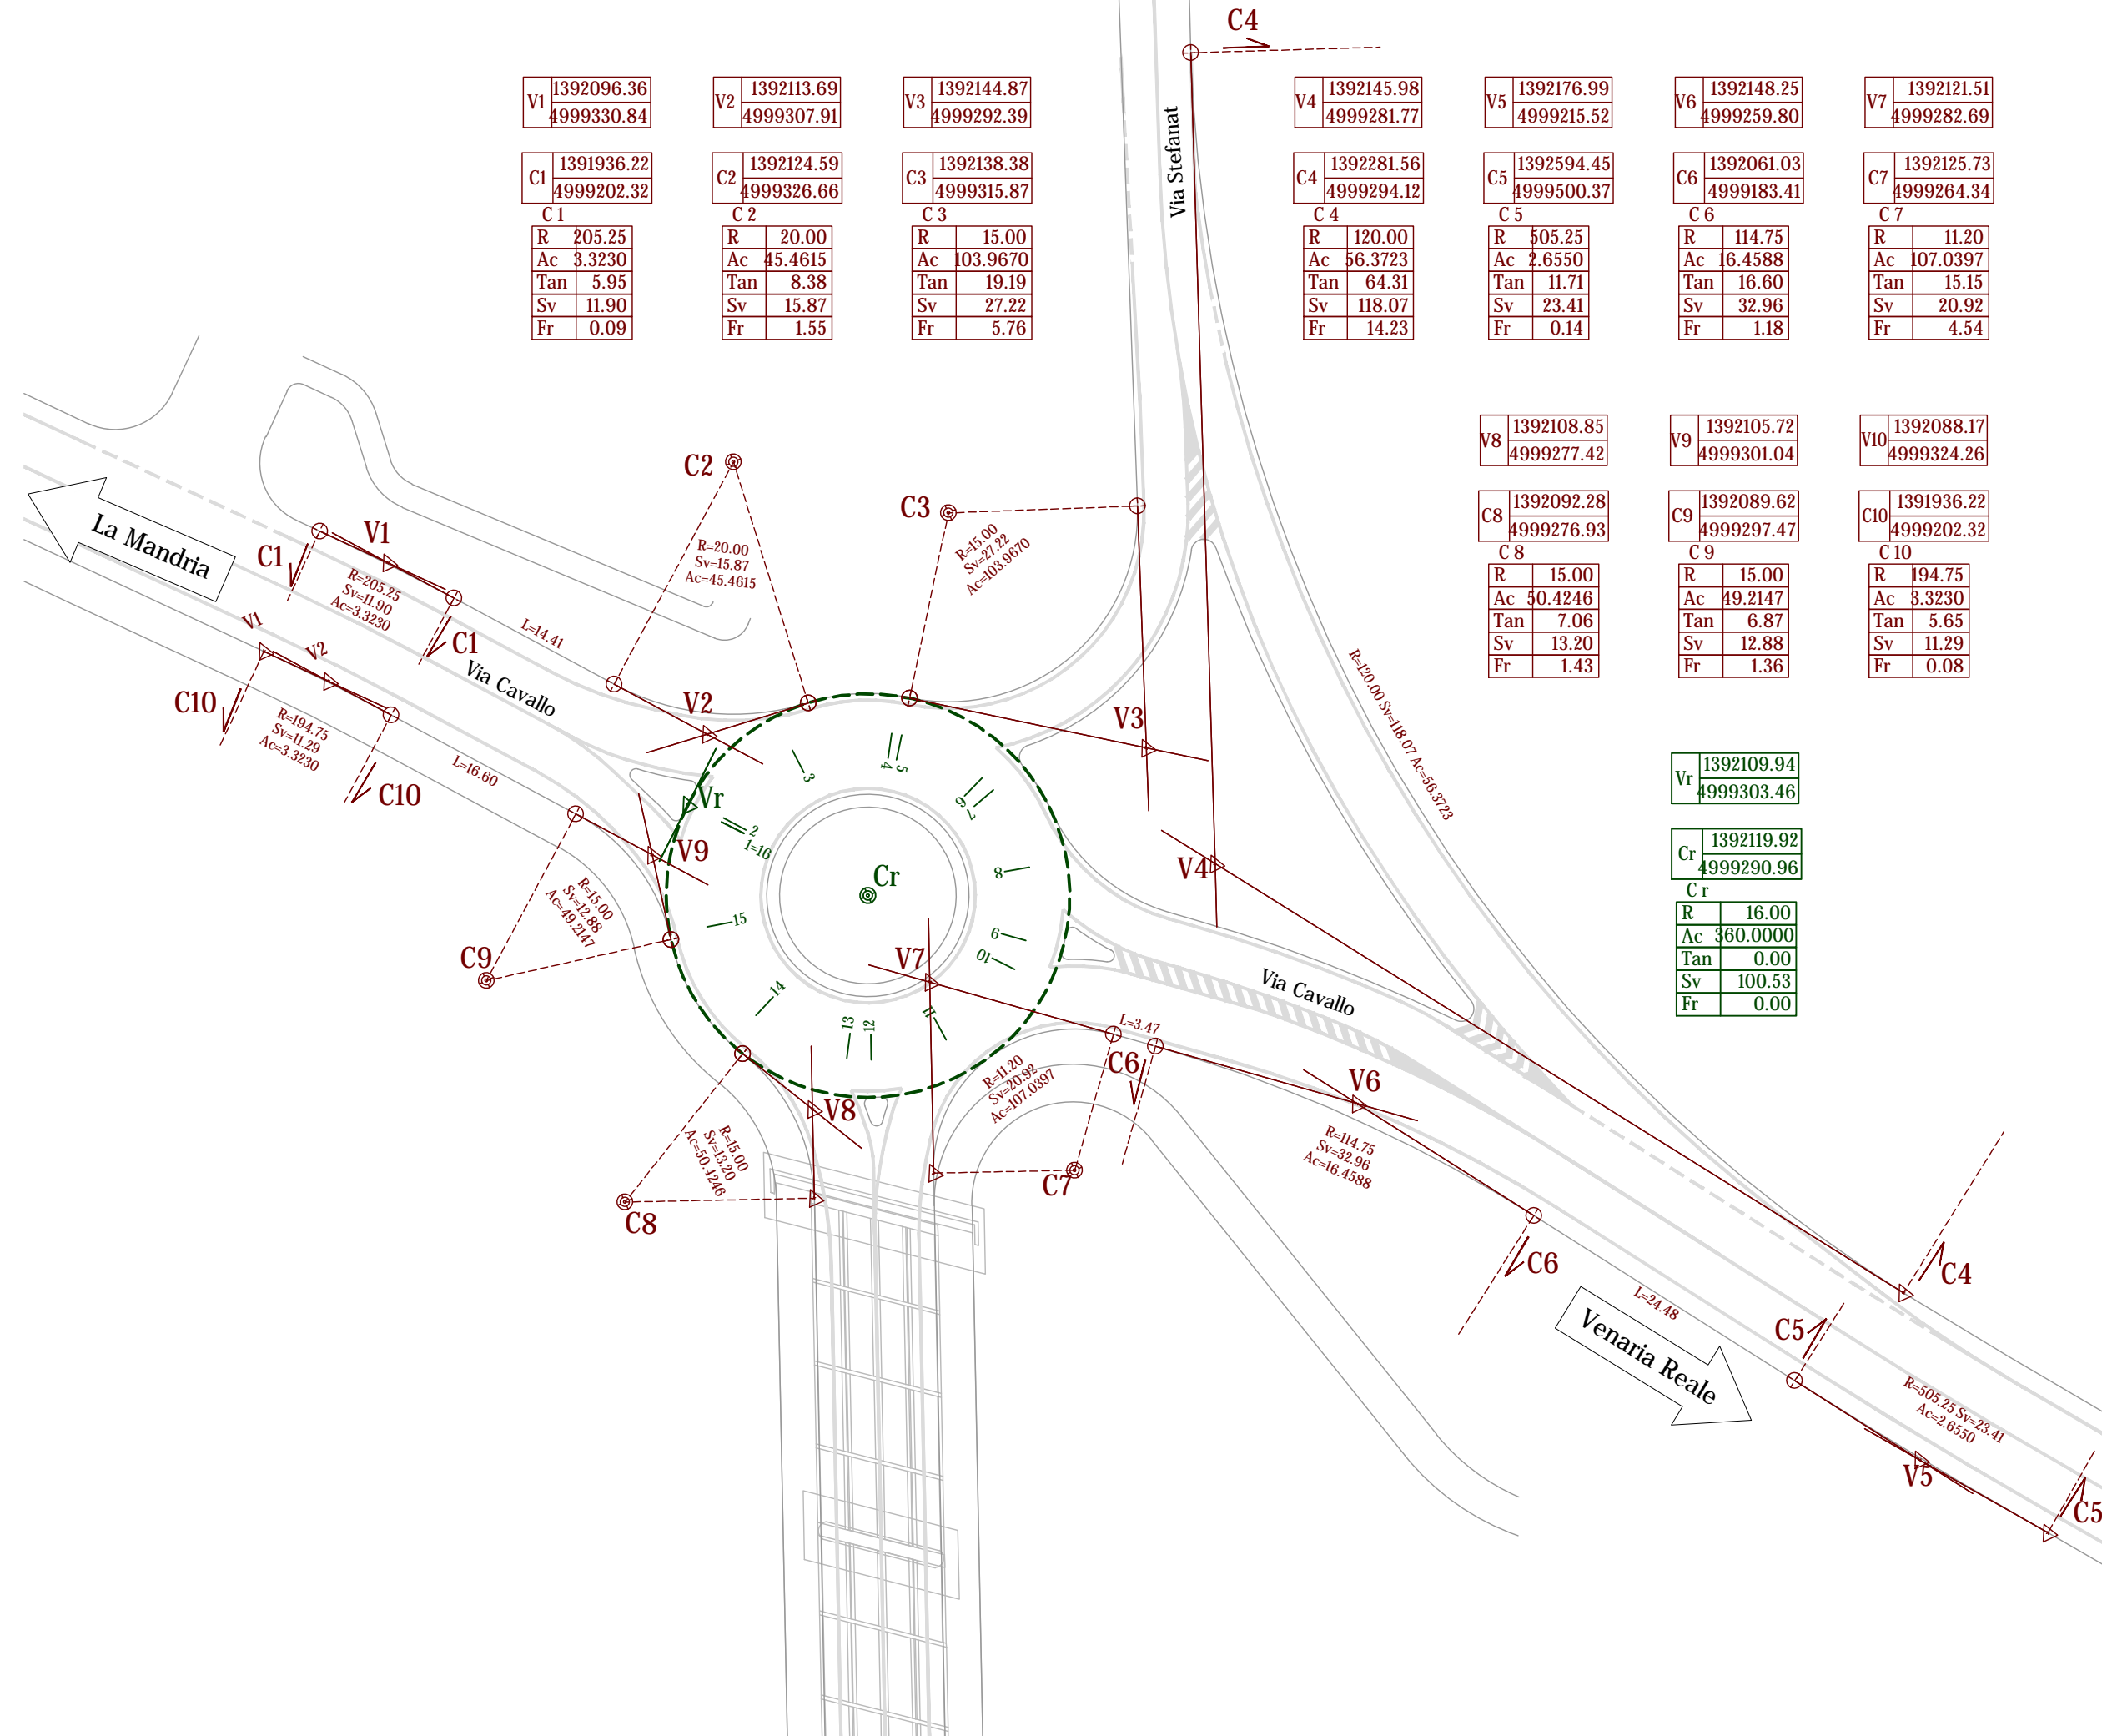 C4
V1 1392096.36
4999330.84
V2 1392113.69
4999307.91
V3 1392144.87
4999292.39
V4 1392145.98
4999281.77
V5 1392176.99
4999215.52
V6 1392148.25
4999259.80
V7 1392121.51
4999282.69
C1 1391936.22
4999202.32
C2 1392124.59
4999326.66
C3 1392138.38
4999315.87
C4 1392281.56
4999294.12
C5 1392594.45
4999500.37
C6 1392061.03
4999183.41
C7 1392125.73
4999264.34
C 1
R 205.25
Ac 3.3230
Tan 5.95
Sv 11.90
Fr 0.09
C 2
R 20.00
Ac 45.4615
Tan 8.38
Sv 15.87
Fr 1.55
C 3
R 15.00
Ac 103.9670
Tan 19.19
Sv 27.22
Fr 5.76
C 4
R 120.00
Ac 56.3723
Tan 64.31
Sv 118.07
Fr 14.23
C 5
R 505.25
Ac 2.6550
Tan 11.71
Sv 23.41
Fr 0.14
C 6
R 114.75
Ac 16.4588
Tan 16.60
Sv 32.96
Fr 1.18
C 7
R 11.20
Ac 107.0397
Tan 15.15
Sv 20.92
Fr 4.54
V8 1392108.85
4999277.42
V9 1392105.72
4999301.04
V10 1392088.17
4999324.26
C8 1392092.28
4999276.93
C9 1392089.62
4999297.47
C10 1391936.22
4999202.32
C 8
R 15.00
Ac 50.4246
Tan 7.06
Sv 13.20
Fr 1.43
C 9
R 15.00
Ac 49.2147
Tan 6.87
Sv 12.88
Fr 1.36
C 10
R 194.75
Ac 3.3230
Tan 5.65
Sv 11.29
Fr 0.08
Vr 1392109.94
4999303.46
Cr 1392119.92
4999290.96
C r
R 16.00
Ac 360.0000
Tan 0.00
Sv 100.53
Fr 0.00
Via Stefanat
La Mandria
C1
V1
R=205.25
Sv=11.90
Ac=3.3230
C1
V1
V2
C10
R=194.75
Sv=11.29
Ac=3.3230
C10
L=14.41
L=16.60
Via Cavallo
C2
R=20.00
Sv=15.87
Ac=45.4615
V2
C3
R=15.00
Sv=27.22
Ac=103.9670
V3
V4
R=120.00 Sv=118.07 Ac=56.3723
Vr
V9
Cr
3
4
5
6
7
2
1=16
8
15
9
10
14
13
12
11
C9
R=15.00
Sv=12.88
Ac=49.2147
V7
L=3.47
C6
R=11.20
Sv=20.92
Ac=107.0397
C7
V8
R=15.00
Sv=13.20
Ac=50.4246
C8
Via Cavallo
V6
R=114.75
Sv=32.96
Ac=16.4588
C6
L=24.48
Venaria Reale
C4
C5
R=505.25 Sv=23.41
Ac=2.6550
V5
C5